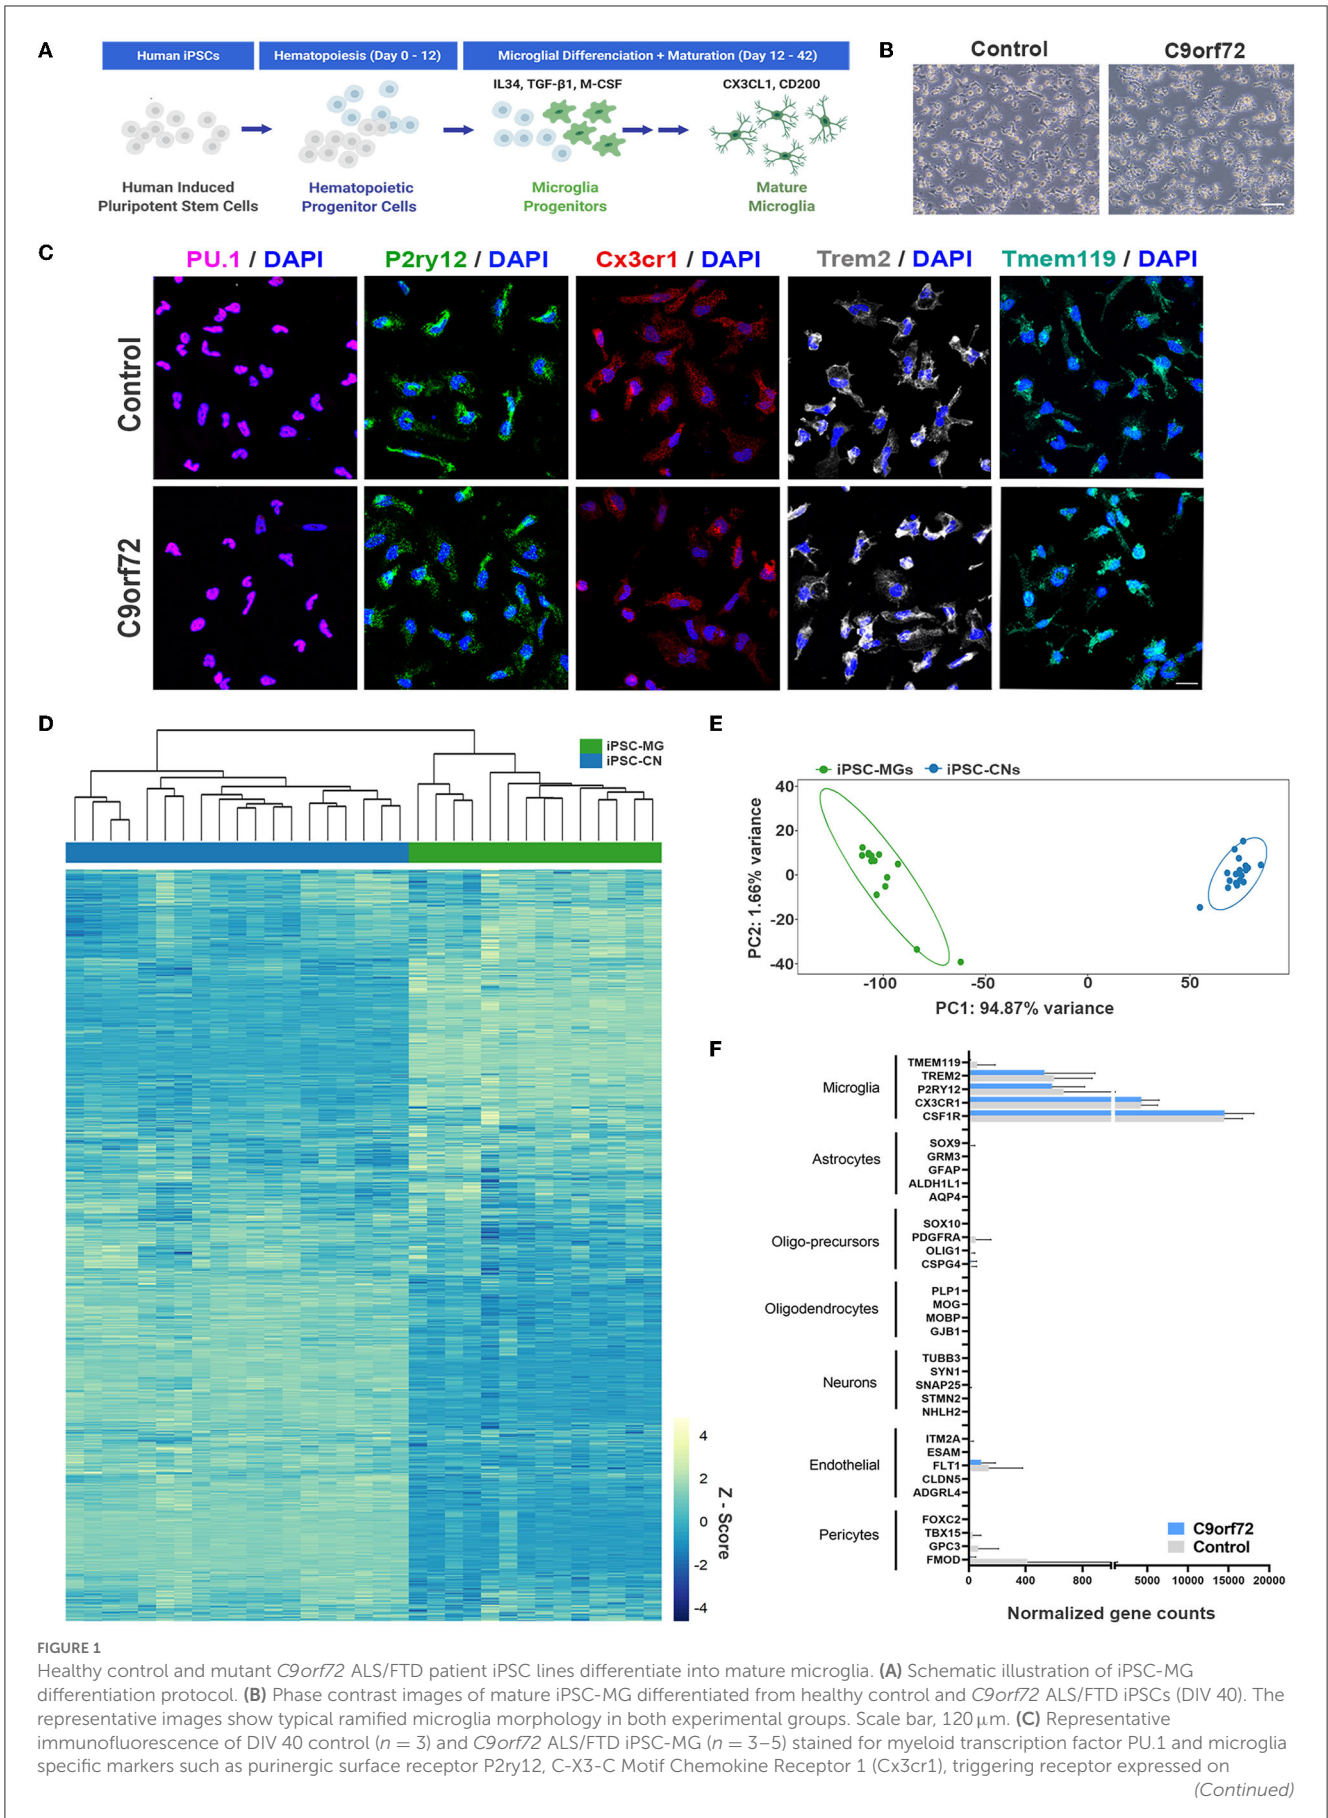 A
Human iPSCs
Hematopoiesis (Day 0 - 12)
Microglial Differenciation + Maturation (Day 12 - 42)
IL34, TGF-β1, M-CSF
CX3CL1, CD200
Human Induced
Pluripotent Stem Cells
Hematopoietic
Progenitor Cells
Microglia
Progenitors
Mature
Microglia
B
Control
C9orf72
C
PU.1 / DAPI
P2ry12 / DAPI
Cx3cr1 / DAPI
Trem2 / DAPI
Tmem119 / DAPI
Control
C9orf72
D
iPSC-MG
iPSC-CN
4
2
0
-2
-4
Z - Score
E
iPSC-MGs
iPSC-CNs
40
20
0
-20
-40
PC2: 1.66% variance
-100
-50
0
50
PC1: 94.87% variance
F
Microglia
TMEM119
TREM2
P2RY12
CX3CR1
CSF1R
Astrocytes
SOX9
GRM3
GFAP
ALDH1L1
AQP4
Oligo-precursors
SOX10
PDGFRA
OLIG1
CSPG4
Oligodendrocytes
PLP1
MOG
MOBP
GJB1
Neurons
TUBB3
SYN1
SNAP25
STMN2
NHLH2
Endothelial
ITM2A
ESAM
FLT1
CLDN5
ADGRL4
Pericytes
FOXC2
TBX15
GPC3
FMOD
C9orf72
Control
0
400
800
5000
10000
15000
20000
Normalized gene counts
FIGURE 1
Healthy control and mutant C9orf72 ALS/FTD patient iPSC lines differentiate into mature microglia. (A) Schematic illustration of iPSC-MG
differentiation protocol. (B) Phase contrast images of mature iPSC-MG differentiated from healthy control and C9orf72 ALS/FTD iPSCs (DIV 40). The
representative images show typical ramified microglia morphology in both experimental groups. Scale bar, 120 μm. (C) Representative
immunofluorescence of DIV 40 control (n = 3) and C9orf72 ALS/FTD iPSC-MG (n = 3–5) stained for myeloid transcription factor PU.1 and microglia
specific markers such as purinergic surface receptor P2ry12, C-X3-C Motif Chemokine Receptor 1 (Cx3cr1), triggering receptor expressed on
(Continued)